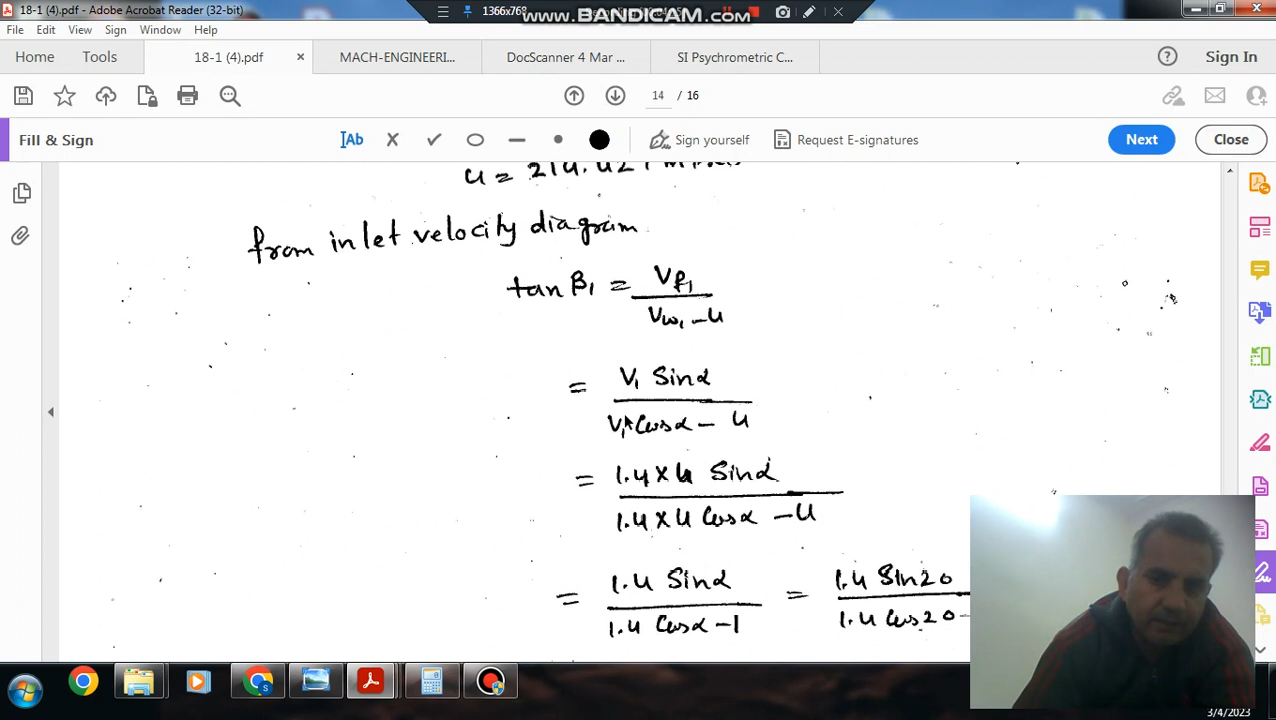 18-1 (4).pdf - Adobe Acrobat Reader (32-bit)
1366x768
www.BANDICAM.com
File Edit View Sign Window Help
Home Tools 18-1 (4).pdf × MACH-ENGINEERI... DocScanner 4 Mar ... SI Psychrometric C... Sign In
14 / 16
Fill & Sign
IAb
Sign yourself
Request E-signatures
Next
Close
u =
from inlet velocity diagram
tan β₁ = Vf₁ / (Vw₁ - u)
= V₁ Sinα / (V₁ Cosα - u)
= 1.4 × u Sinα / (1.4 × u Cosα - u)
= 1.4 Sinα / (1.4 Cosα - 1) = 1.4 Sin20 / (1.4 Cos20 -
3/4/2023